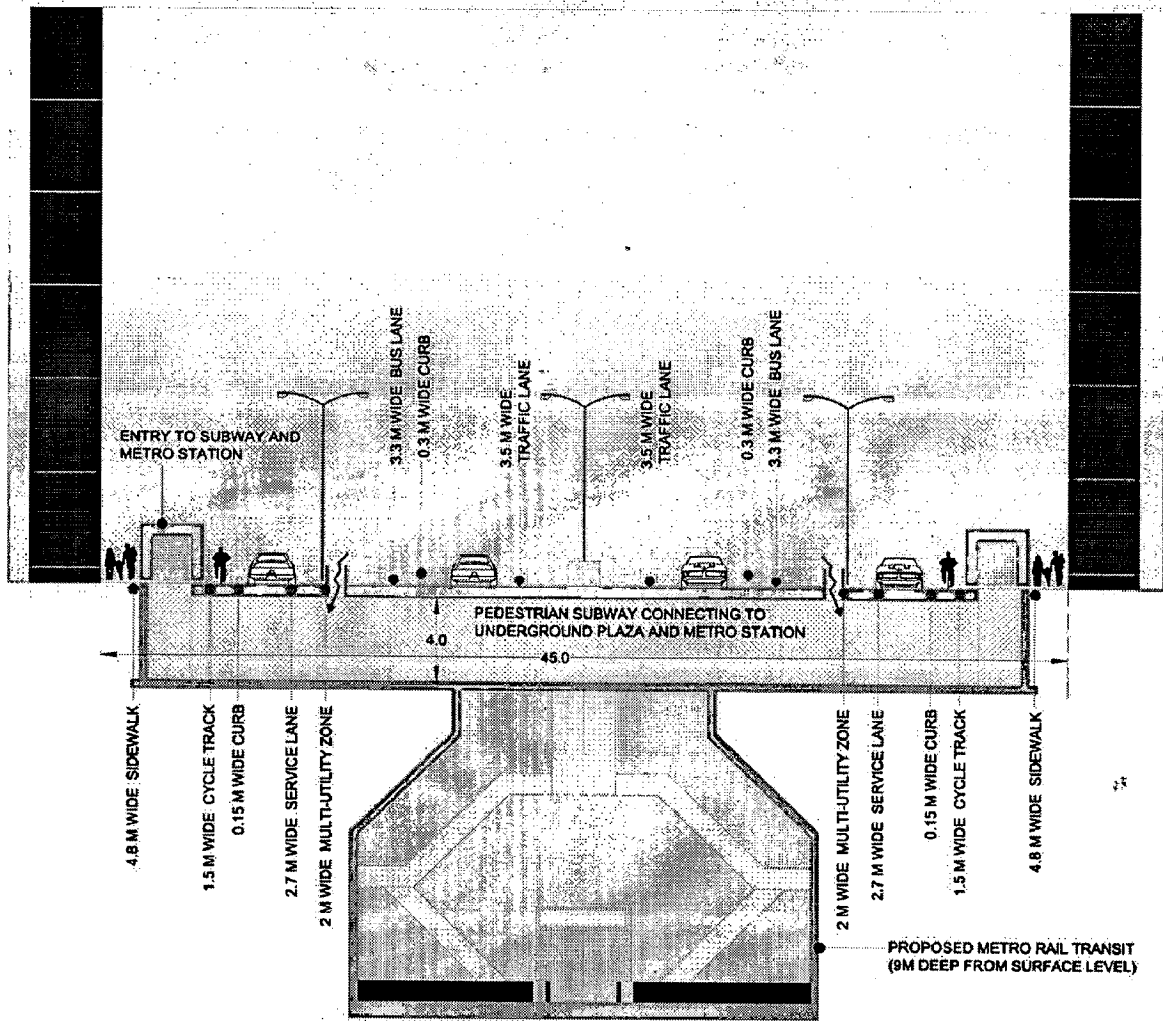 3.3 M WIDE BUS LANE
0.3 M WIDE CURB
3.5 M WIDE
TRAFFIC LANE
3.5 M WIDE
TRAFFIC LANE
0.3 M WIDE CURB
3.3 M WIDE BUS LANE
ENTRY TO SUBWAY AND
METRO STATION
PEDESTRIAN SUBWAY CONNECTING TO
UNDERGROUND PLAZA AND METRO STATION
4.0
45.0
4.8 M WIDE SIDEWALK
1.5 M WIDE CYCLE TRACK
0.15 M WIDE CURB
2.7 M WIDE SERVICE LANE
2 M WIDE MULTI-UTILITY ZONE
2 M WIDE MULTI-UTILITY ZONE
2.7 M WIDE SERVICE LANE
0.15 M WIDE CURB
1.5 M WIDE CYCLE TRACK
4.8 M WIDE SIDEWALK
PROPOSED METRO RAIL TRANSIT
(9M DEEP FROM SURFACE LEVEL)